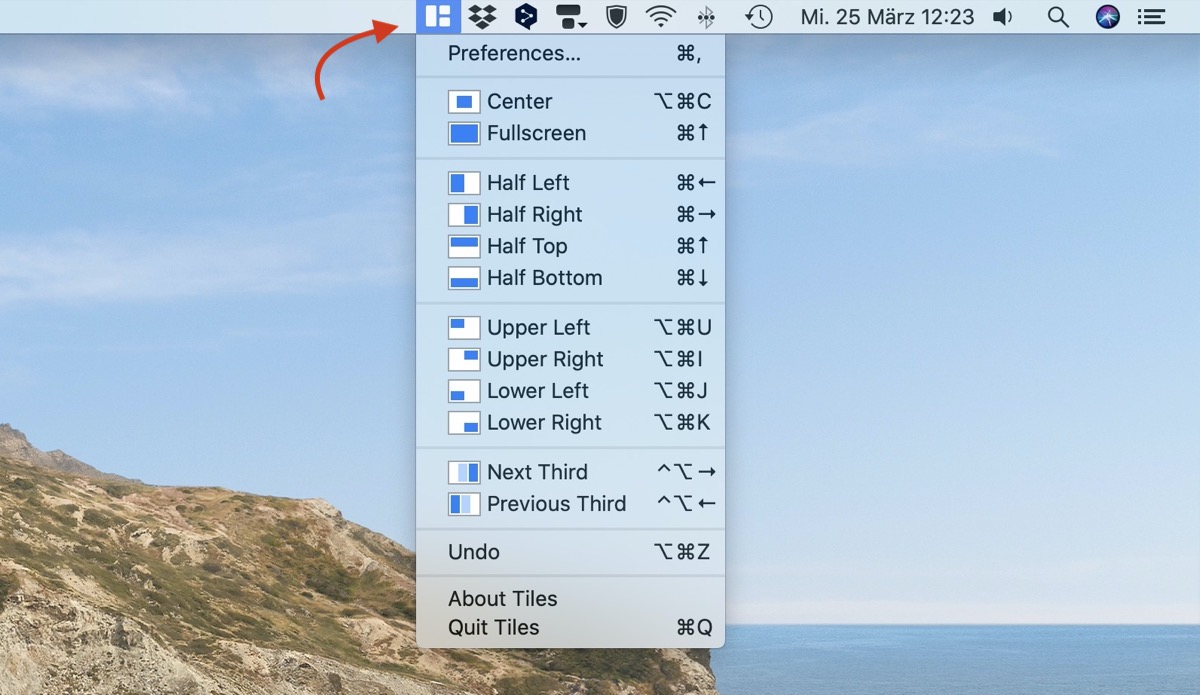 Mi. 25 März 12:23
Preferences... ⌘,
Center ⌥⌘C
Fullscreen ⌘↑
Half Left ⌘←
Half Right ⌘→
Half Top ⌘↑
Half Bottom ⌘↓
Upper Left ⌥⌘U
Upper Right ⌥⌘I
Lower Left ⌥⌘J
Lower Right ⌥⌘K
Next Third ^⌥→
Previous Third ^⌥←
Undo ⌥⌘Z
About Tiles
Quit Tiles ⌘Q